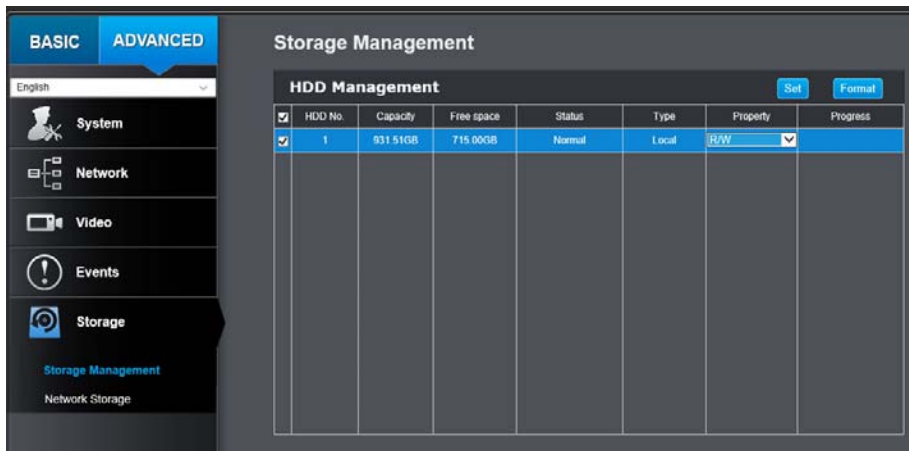 BASIC ADVANCED
English
System
Network
Video
Events
Storage
Storage Management
Network Storage
Storage Management
HDD Management Set Format
HDD No. Capacity Free space Status Type Property Progress
1 931.51GB 715.00GB Normal Local R/W